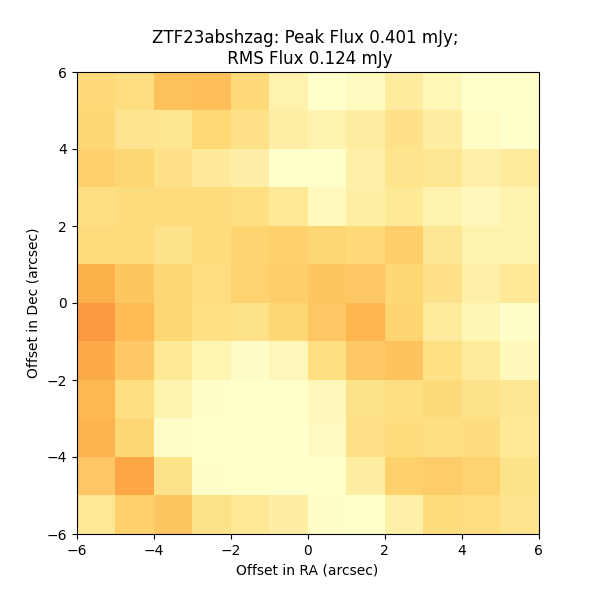 ZTF23abshzag: Peak Flux 0.401 mJy;
RMS Flux 0.124 mJy
6
4
2
0
−2
−4
−6
Offset in Dec (arcsec)
−6 −4 −2 0 2 4 6
Offset in RA (arcsec)